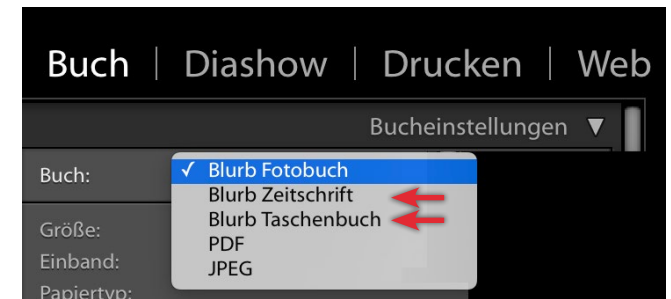 Buch | Diashow | Drucken | Web
Bucheinstellungen ▼
Buch:
✓ Blurb Fotobuch
Blurb Zeitschrift
Blurb Taschenbuch
PDF
JPEG
Größe:
Einband:
Papiertyp: